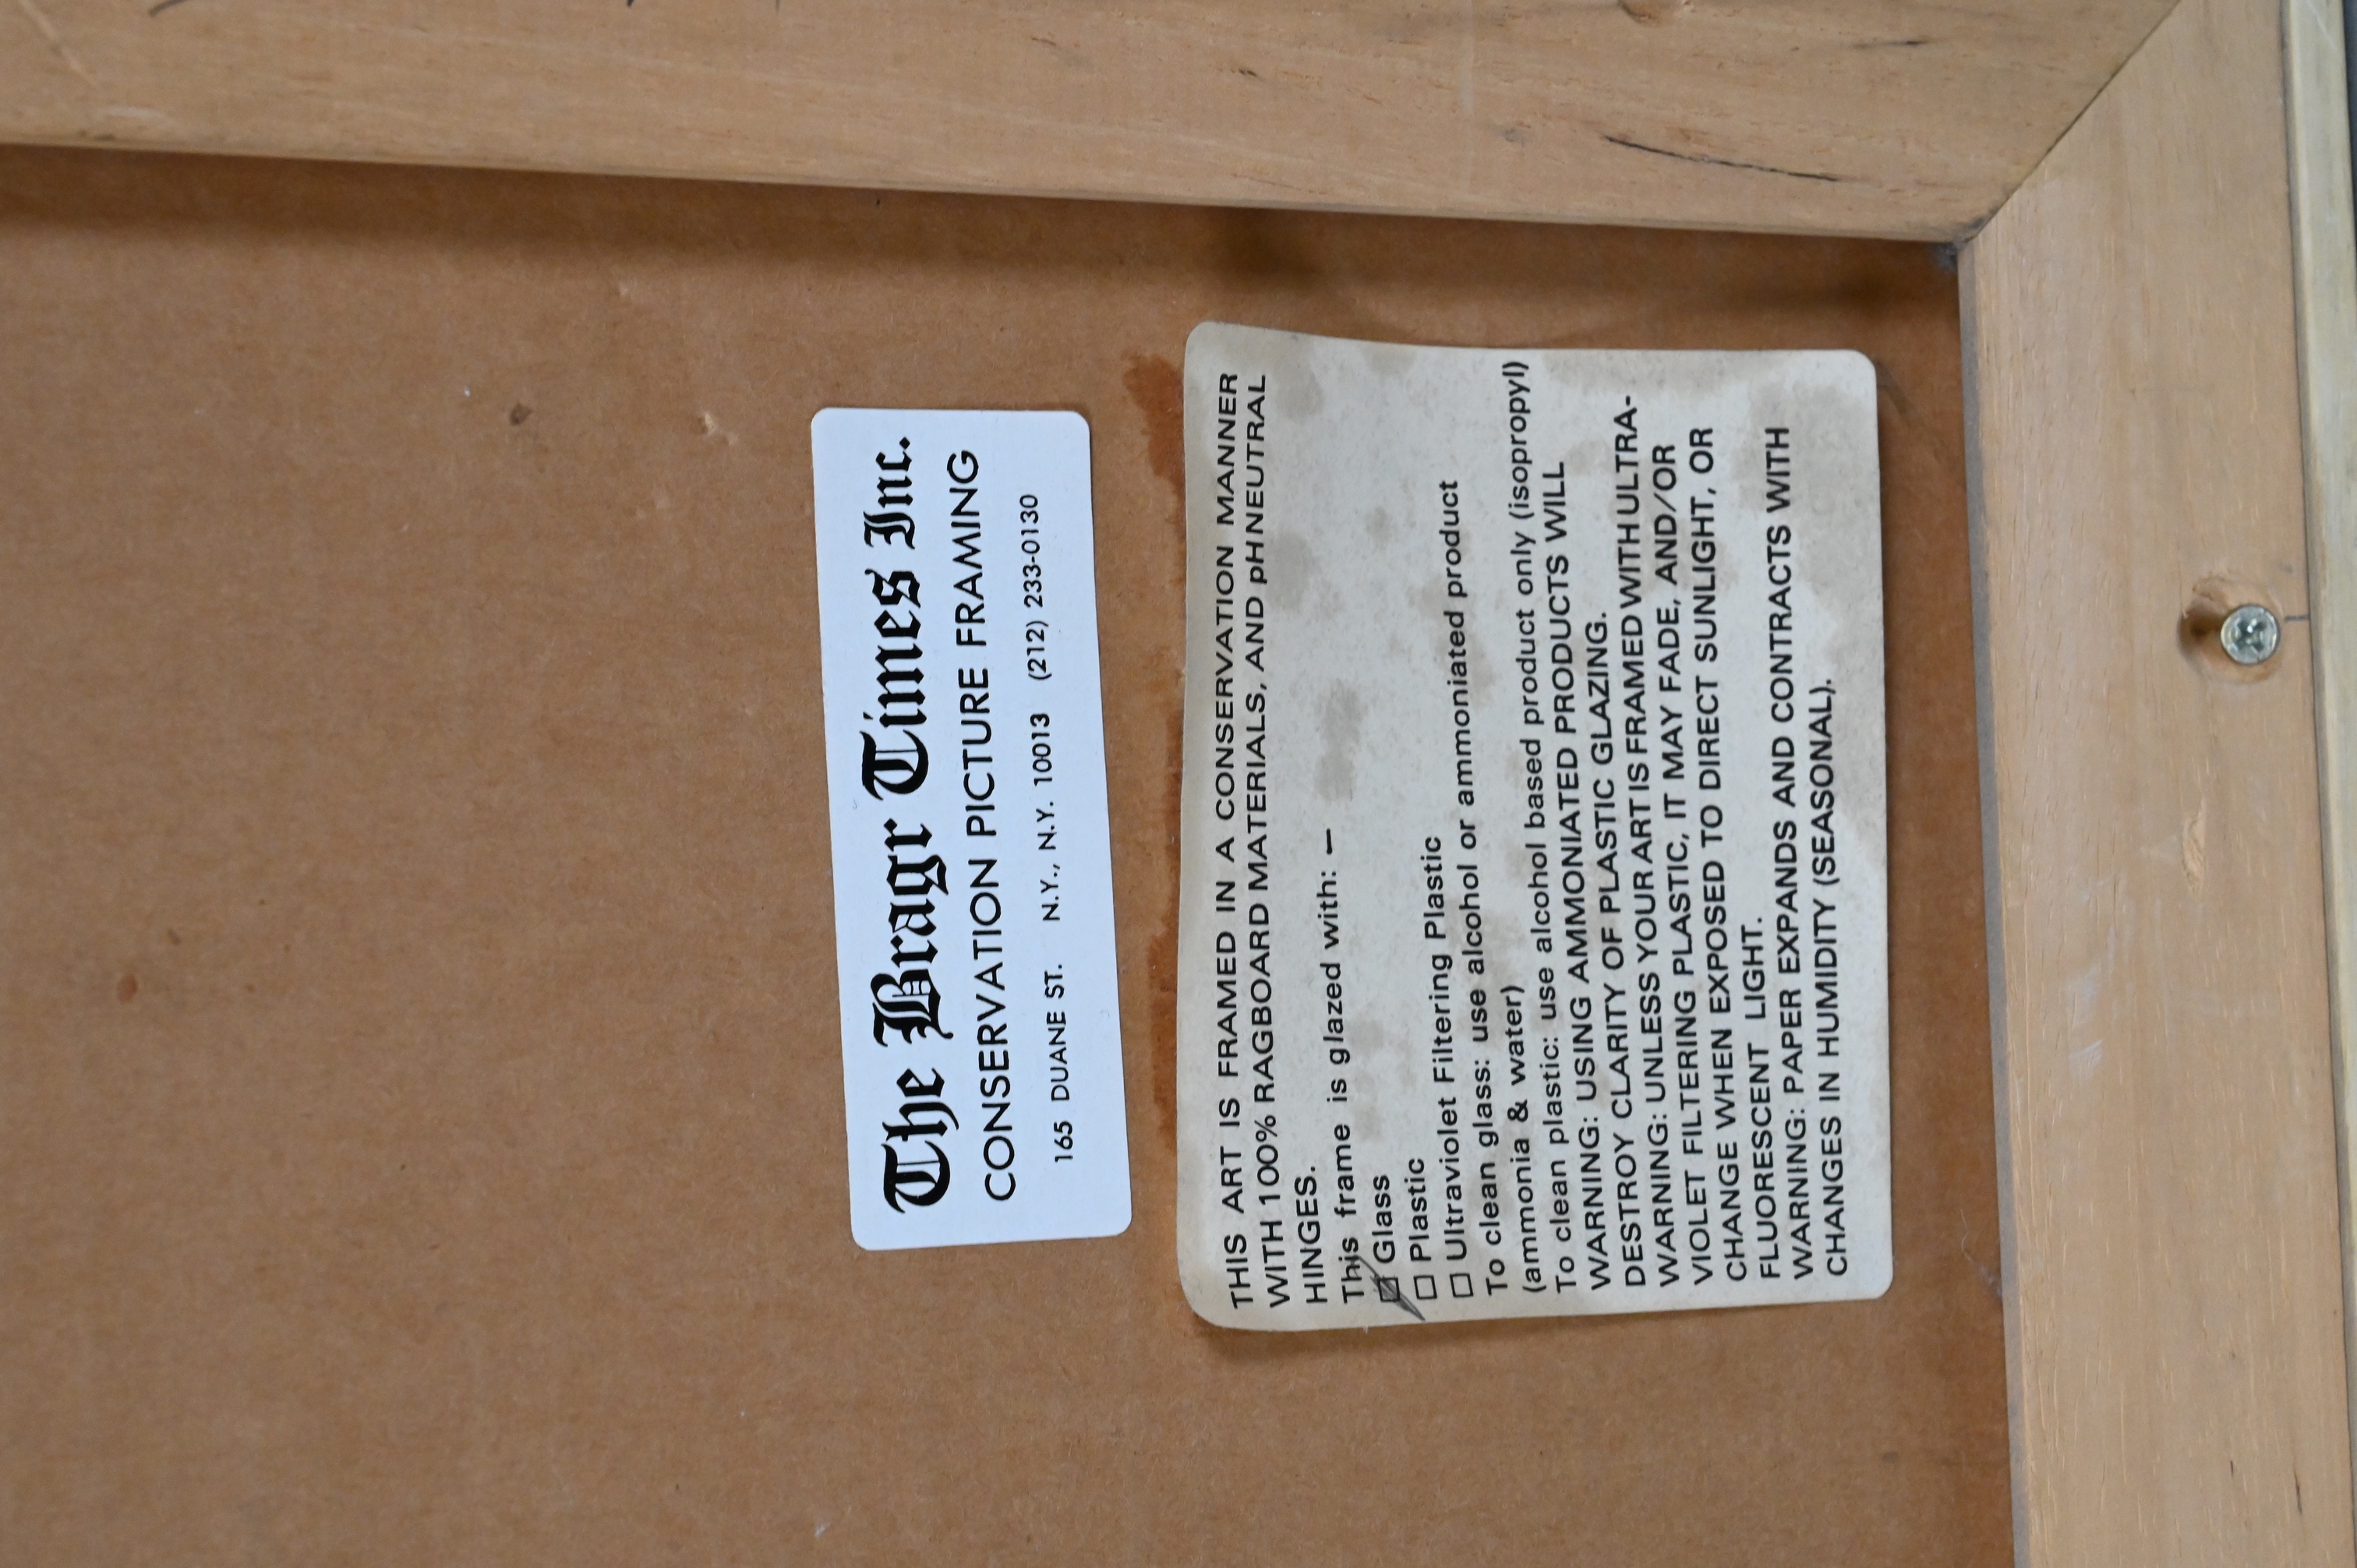 The Bragr Times Inc.
CONSERVATION PICTURE FRAMING
165 DUANE ST. N.Y., N.Y. 10013 (212) 233-0130
THIS ART IS FRAMED IN A CONSERVATION MANNER
WITH 100% RAGBOARD MATERIALS, AND pH NEUTRAL
HINGES.
This frame is glazed with: —
☑ Glass
☐ Plastic
☐ Ultraviolet Filtering Plastic
To clean glass: use alcohol or ammoniated product
(ammonia & water)
To clean plastic: use alcohol based product only (isopropyl)
WARNING: USING AMMONIATED PRODUCTS WILL
DESTROY CLARITY OF PLASTIC GLAZING.
WARNING: UNLESS YOUR ART IS FRAMED WITH ULTRA-
VIOLET FILTERING PLASTIC, IT MAY FADE, AND/OR
CHANGE WHEN EXPOSED TO DIRECT SUNLIGHT, OR
FLUORESCENT LIGHT.
WARNING: PAPER EXPANDS AND CONTRACTS WITH
CHANGES IN HUMIDITY (SEASONAL).